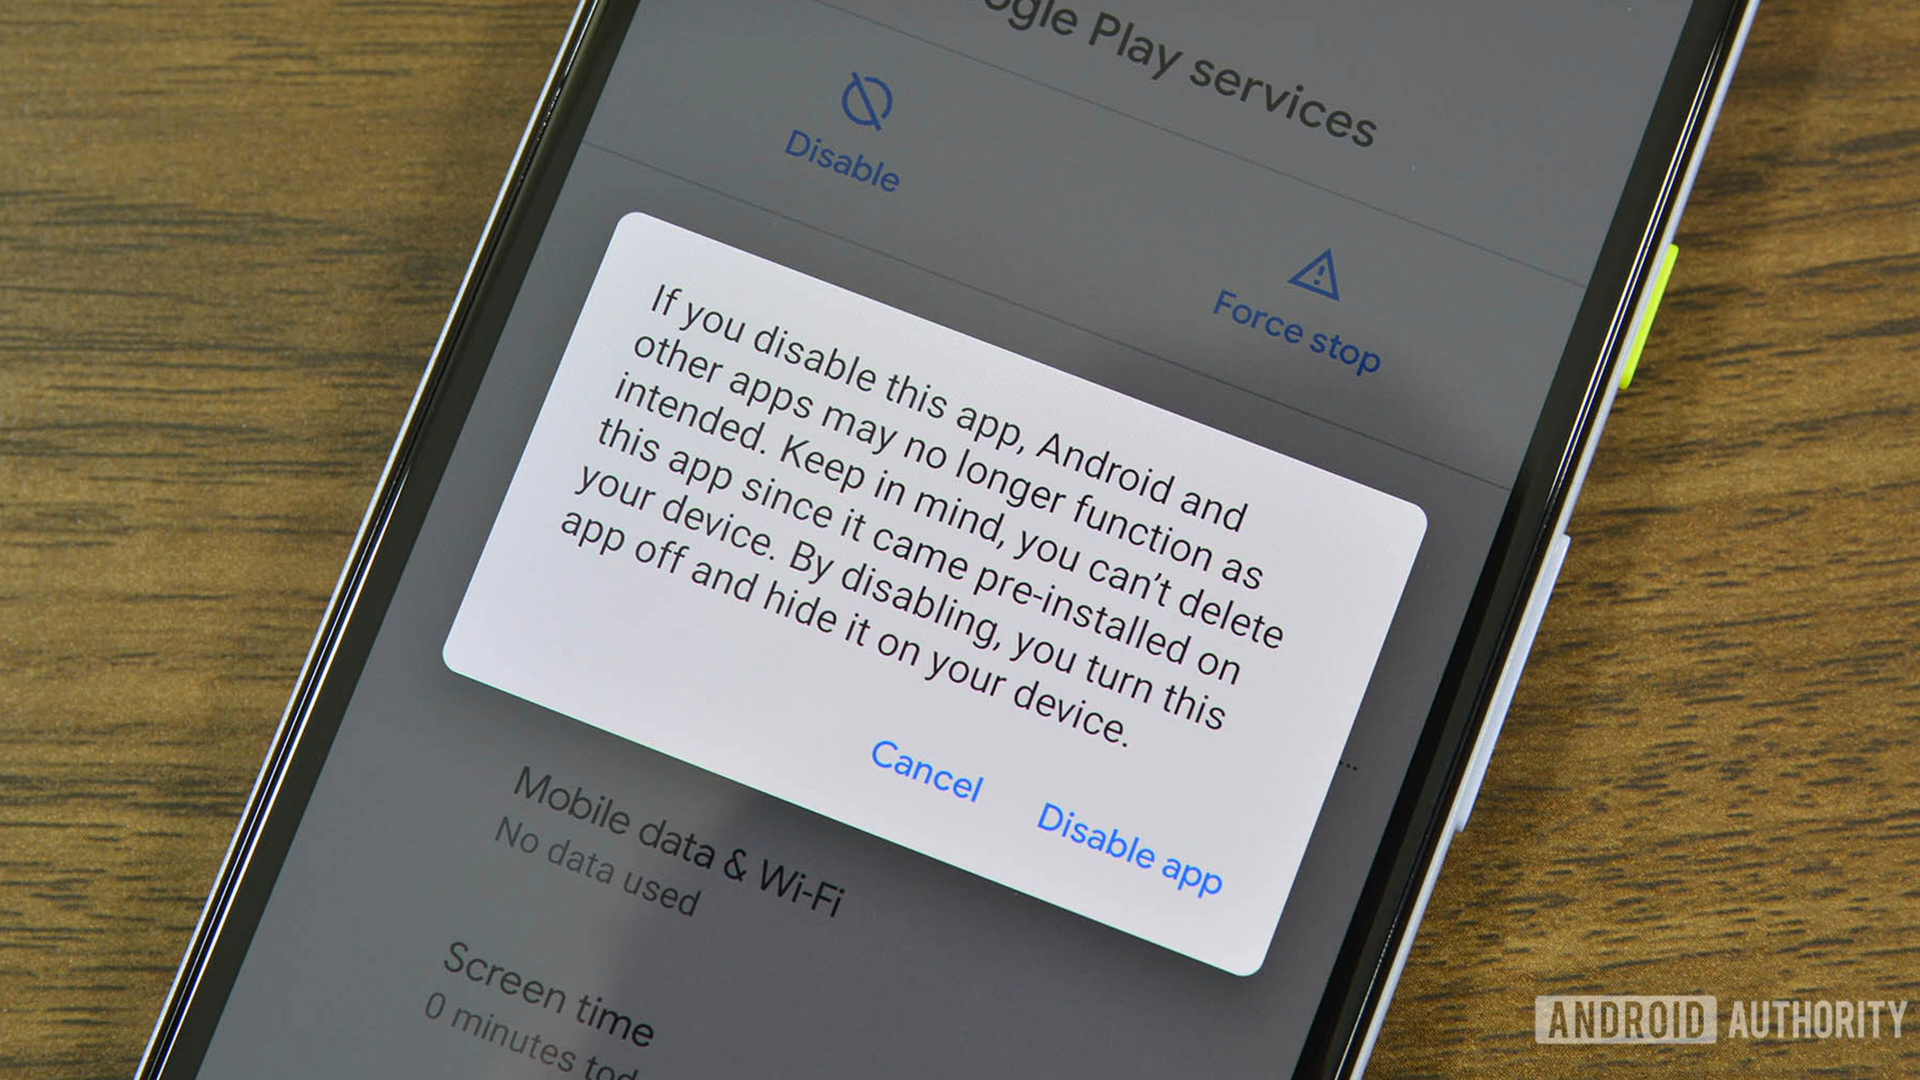 Play services
Disable
Force stop
If you disable this app, Android and
other apps may no longer function as
intended. Keep in mind, you can't delete
this app since it came pre-installed on
your device. By disabling, you turn this
app off and hide it on your device.
Cancel
Disable app
Mobile data & Wi-Fi
No data used
Screen time
0 minutes
ANDROID AUTHORITY